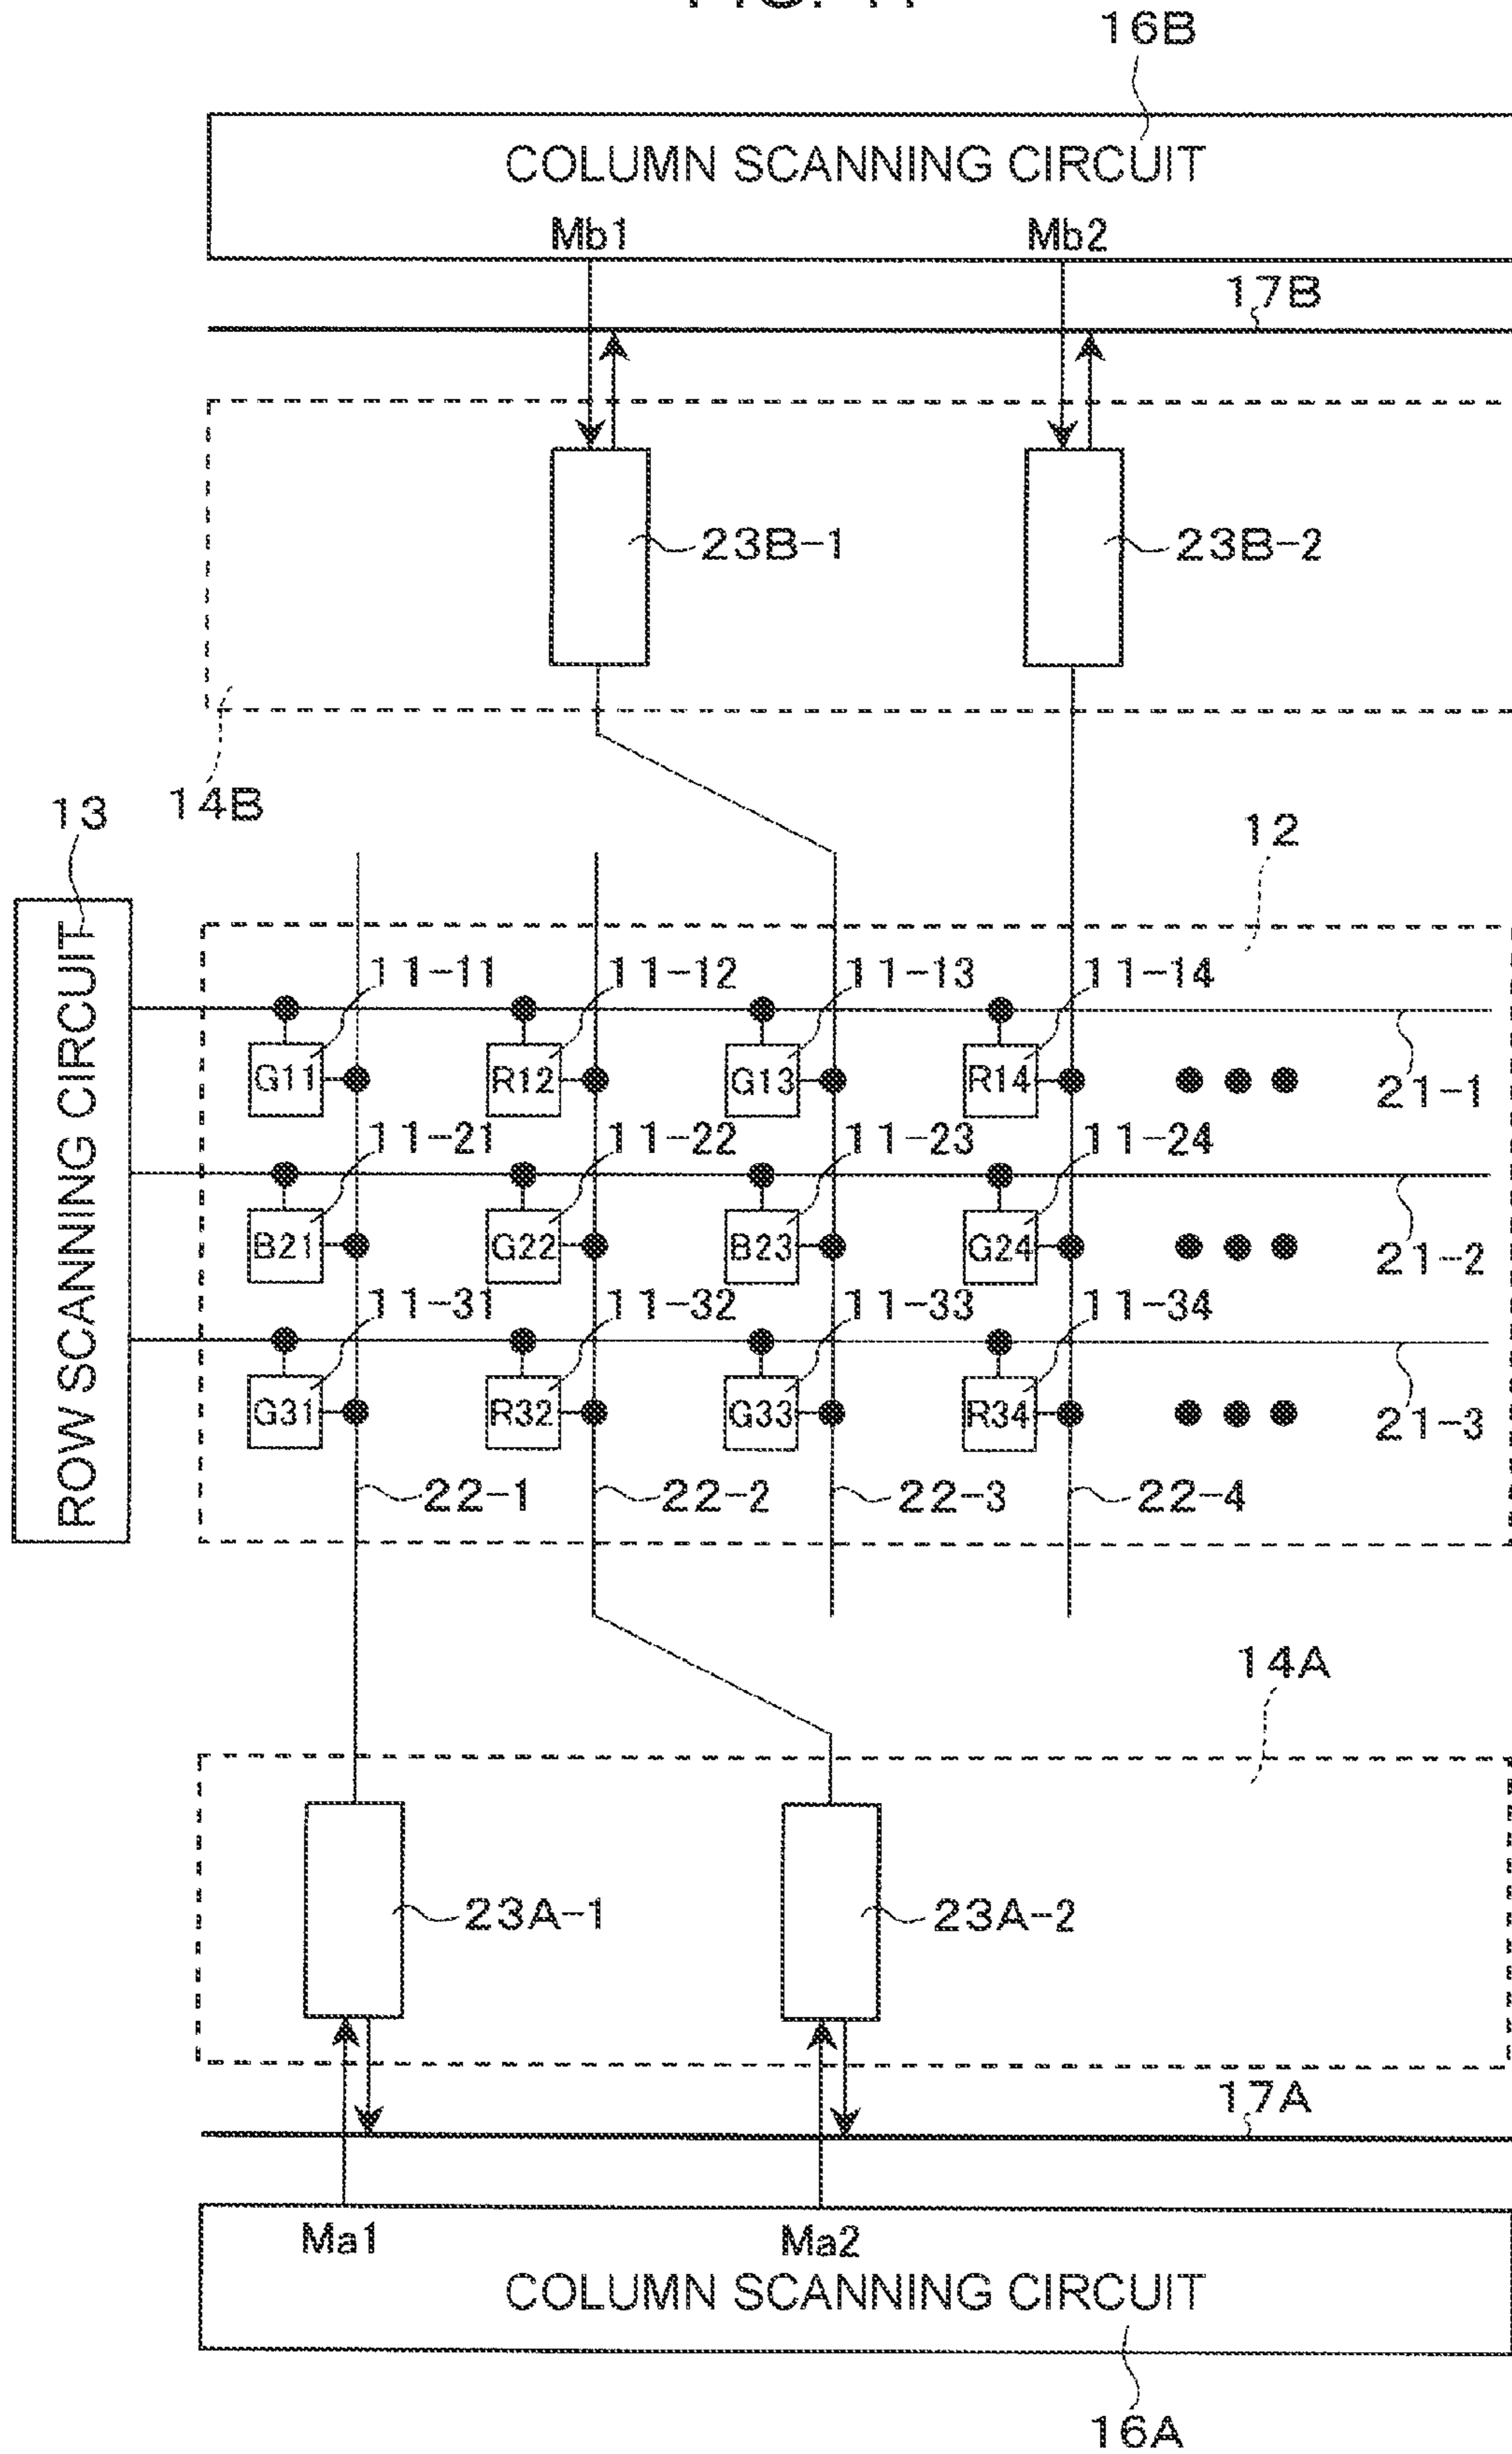 16B
COLUMN SCANNING CIRCUIT
Mb1 Mb2
17B
23B-1 23B-2
14B
13
12
ROW SCANNING CIRCUIT
11-11 11-12 11-13 11-14
G11 R12 G13 R14
21-1
11-21 11-22 11-23 11-24
B21 G22 B23 G24
21-2
11-31 11-32 11-33 11-34
G31 R32 G33 R34
21-3
22-1 22-2 22-3 22-4
14A
23A-1 23A-2
17A
Ma1 Ma2
COLUMN SCANNING CIRCUIT
16A